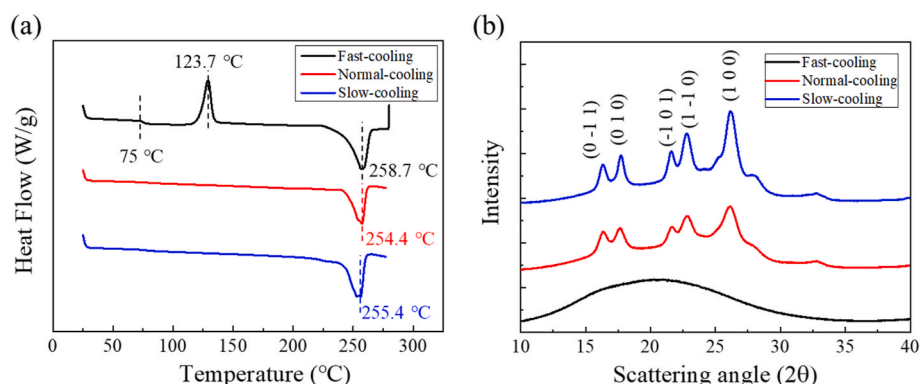 (a)
123.7 °C
Fast-cooling
Normal-cooling
Slow-cooling
75 °C
258.7 °C
254.4 °C
255.4 °C
Heat Flow (W/g)
0 50 100 150 200 250 300
Temperature (°C)
(b)
Fast-cooling
Normal-cooling
Slow-cooling
(0 -1 1)
(0 1 0)
(-1 0 1)
(1 -1 0)
(1 0 0)
Intensity
10 15 20 25 30 35 40
Scattering angle (2θ)